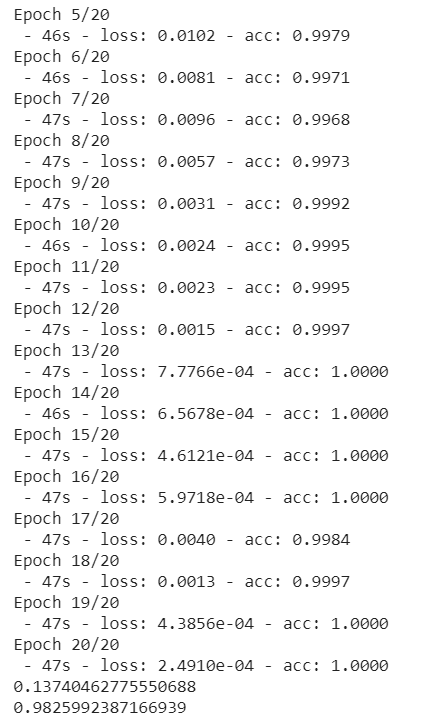 Epoch 5/20
- 46s - loss: 0.0102 - acc: 0.9979
Epoch 6/20
- 46s - loss: 0.0081 - acc: 0.9971
Epoch 7/20
- 47s - loss: 0.0096 - acc: 0.9968
Epoch 8/20
- 47s - loss: 0.0057 - acc: 0.9973
Epoch 9/20
- 47s - loss: 0.0031 - acc: 0.9992
Epoch 10/20
- 46s - loss: 0.0024 - acc: 0.9995
Epoch 11/20
- 47s - loss: 0.0023 - acc: 0.9995
Epoch 12/20
- 47s - loss: 0.0015 - acc: 0.9997
Epoch 13/20
- 47s - loss: 7.7766e-04 - acc: 1.0000
Epoch 14/20
- 46s - loss: 6.5678e-04 - acc: 1.0000
Epoch 15/20
- 47s - loss: 4.6121e-04 - acc: 1.0000
Epoch 16/20
- 47s - loss: 5.9718e-04 - acc: 1.0000
Epoch 17/20
- 47s - loss: 0.0040 - acc: 0.9984
Epoch 18/20
- 47s - loss: 0.0013 - acc: 0.9997
Epoch 19/20
- 47s - loss: 4.3856e-04 - acc: 1.0000
Epoch 20/20
- 47s - loss: 2.4910e-04 - acc: 1.0000
0.13740462775550688
0.9825992387166939